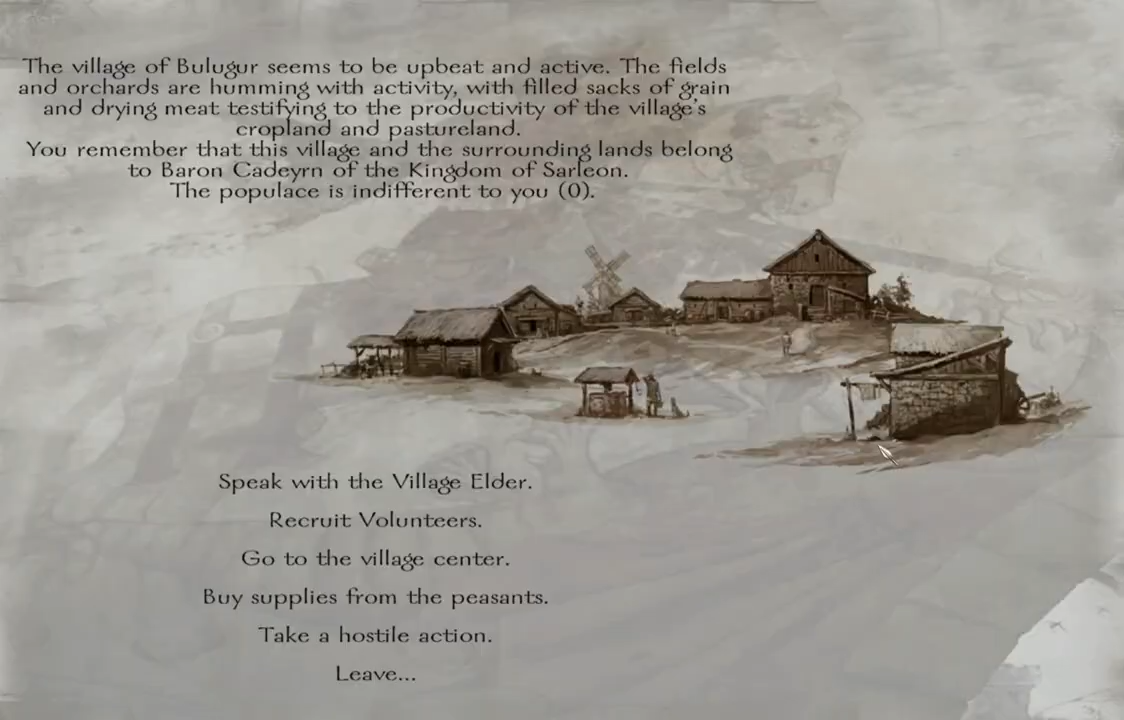 The village of Bulugur seems to be upbeat and active. The fields
and orchards are humming with activity, with filled sacks of grain
and drying meat testifying to the productivity of the village's
cropland and pastureland.
You remember that this village and the surrounding lands belong
to Baron Cadeyrn of the Kingdom of Sarleon.
The populace is indifferent to you (0).
Speak with the Village Elder.
Recruit Volunteers.
Go to the village center.
Buy supplies from the peasants.
Take a hostile action.
Leave...